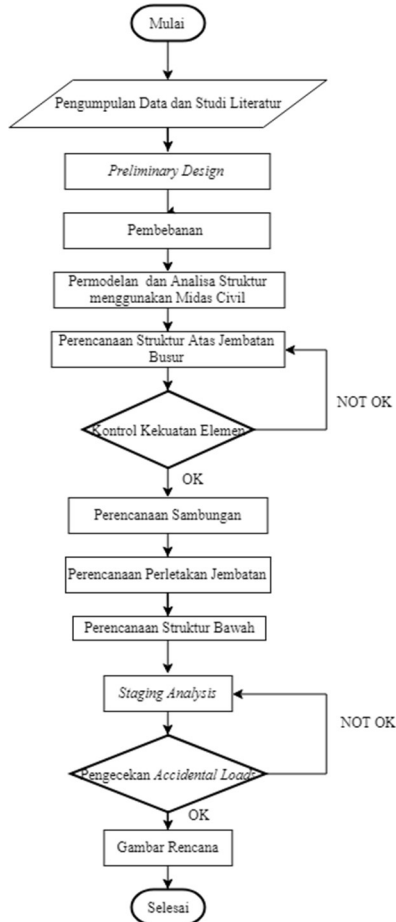 Mulai
Pengumpulan Data dan Studi Literatur
Preliminary Design
Pembebanan
Permodelan dan Analisa Struktur
menggunakan Midas Civil
Perencanaan Struktur Atas Jembatan
Busur
NOT OK
Kontrol Kekuatan Elemen
OK
Perencanaan Sambungan
Perencanaan Perletakan Jembatan
Perencanaan Struktur Bawah
Staging Analysis
NOT OK
Pengecekan Accidental Loads
OK
Gambar Rencana
Selesai